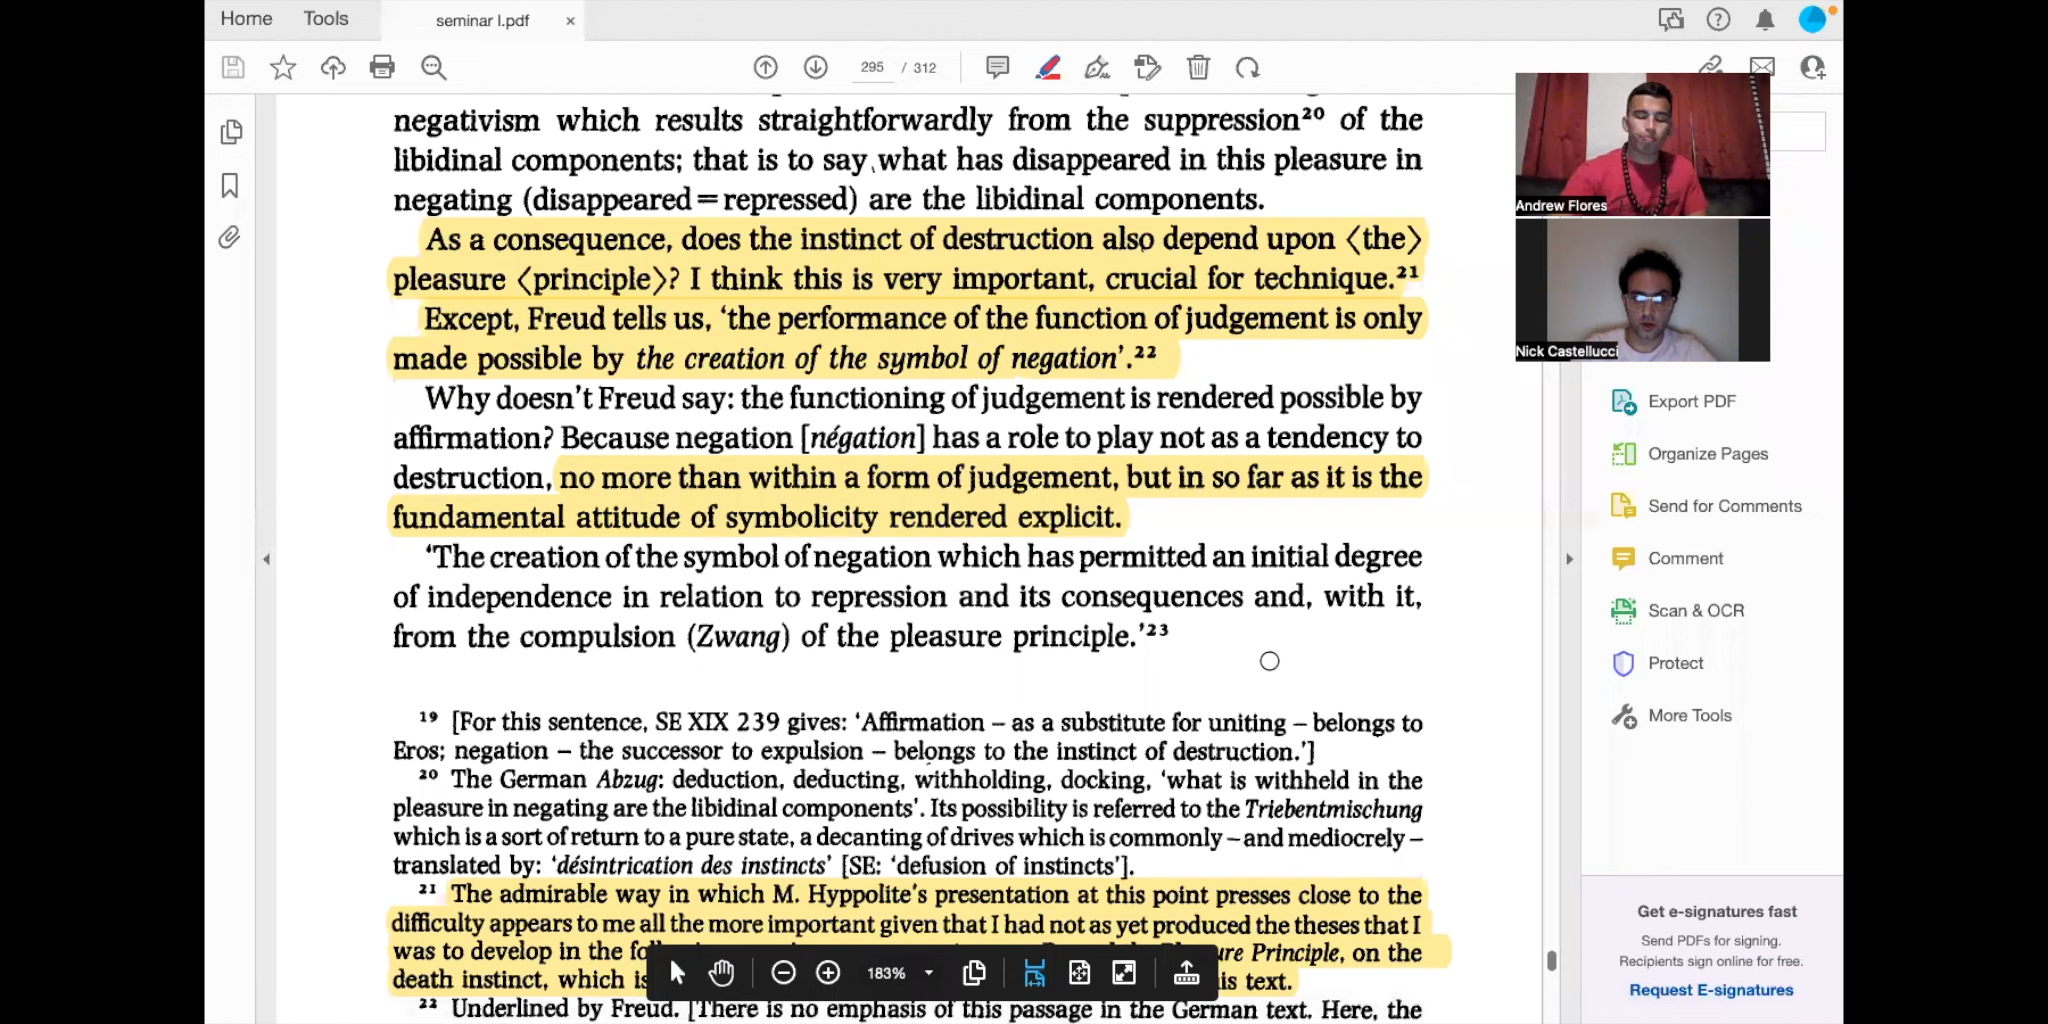 Home Tools seminar I.pdf ×
295 / 312
negativism which results straightforwardly from the suppression²⁰ of the
libidinal components; that is to say, what has disappeared in this pleasure in
negating (disappeared = repressed) are the libidinal components.
As a consequence, does the instinct of destruction also depend upon ⟨the⟩
pleasure ⟨principle⟩? I think this is very important, crucial for technique.²¹
Except, Freud tells us, 'the performance of the function of judgement is only
made possible by the creation of the symbol of negation'.²²
Why doesn't Freud say: the functioning of judgement is rendered possible by
affirmation? Because negation [négation] has a role to play not as a tendency to
destruction, no more than within a form of judgement, but in so far as it is the
fundamental attitude of symbolicity rendered explicit.
'The creation of the symbol of negation which has permitted an initial degree
of independence in relation to repression and its consequences and, with it,
from the compulsion (Zwang) of the pleasure principle.'²³
¹⁹ [For this sentence, SE XIX 239 gives: 'Affirmation – as a substitute for uniting – belongs to
Eros; negation – the successor to expulsion – belongs to the instinct of destruction.']
²⁰ The German Abzug: deduction, deducting, withholding, docking, 'what is withheld in the
pleasure in negating are the libidinal components'. Its possibility is referred to the Triebentmischung
which is a sort of return to a pure state, a decanting of drives which is commonly – and mediocrely –
translated by: 'désintrication des instincts' [SE: 'defusion of instincts'].
²¹ The admirable way in which M. Hyppolite's presentation at this point presses close to the
difficulty appears to me all the more important given that I had not as yet produced the theses that I
was to develop in the Principle, on the
death instinct, which text.
²² Underlined by Freud. [There is no emphasis of this passage in the German text. Here, the
183%
Andrew Flores
Nick Castellucci
Export PDF
Organize Pages
Send for Comments
Comment
Scan & OCR
Protect
More Tools
Get e-signatures fast
Send PDFs for signing.
Recipients sign online for free.
Request E-signatures